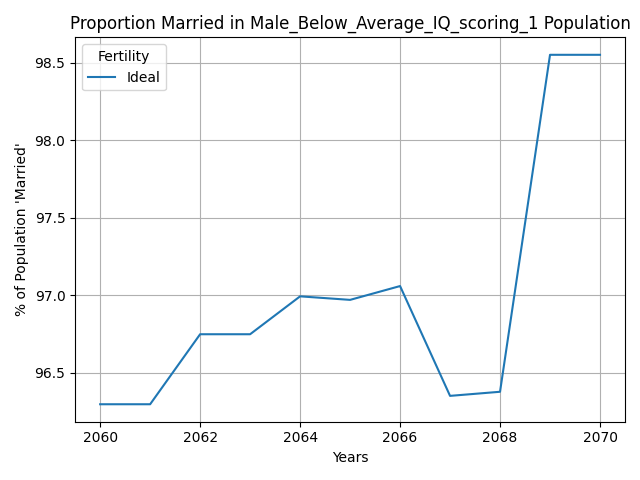 Proportion Married in Male_Below_Average_IQ_scoring_1 Population
Fertility
Ideal
% of Population 'Married'
98.5
98.0
97.5
97.0
96.5
2060 2062 2064 2066 2068 2070
Years